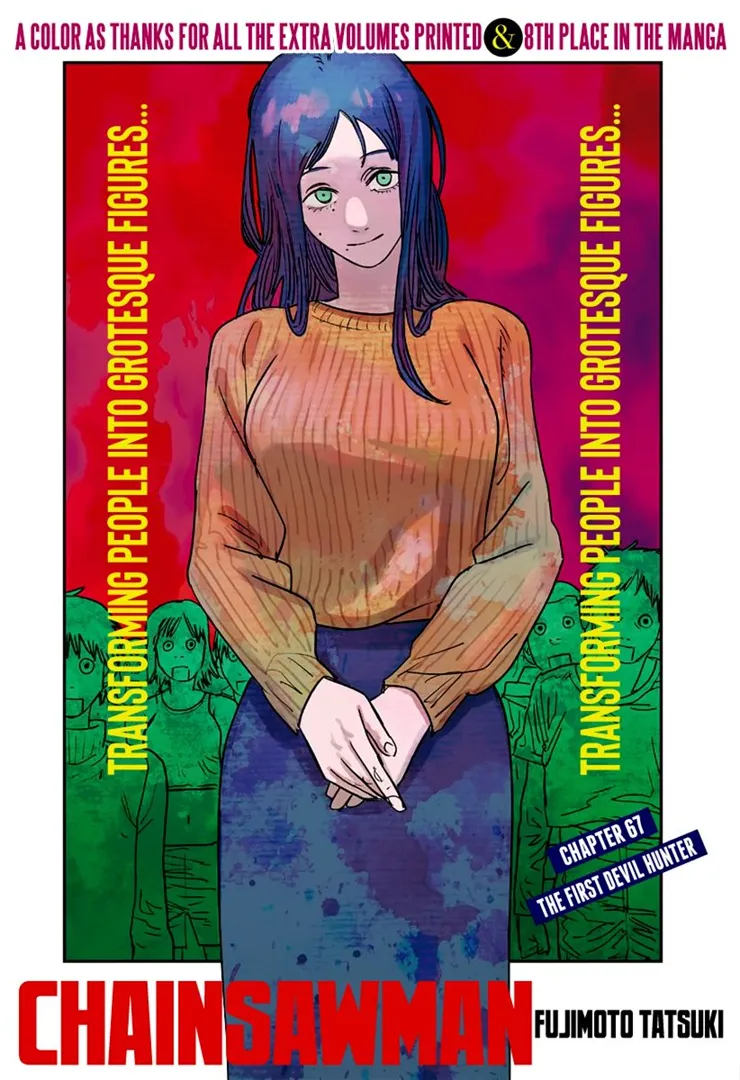 A COLOR AS THANKS FOR ALL THE EXTRA VOLUMES PRINTED & 8TH PLACE IN THE MANGA
TRANSFORMING PEOPLE INTO GROTESQUE FIGURES...
TRANSFORMING PEOPLE INTO GROTESQUE FIGURES...
CHAPTER 67
THE FIRST DEVIL HUNTER
CHAINSAWMAN
FUJIMOTO TATSUKI